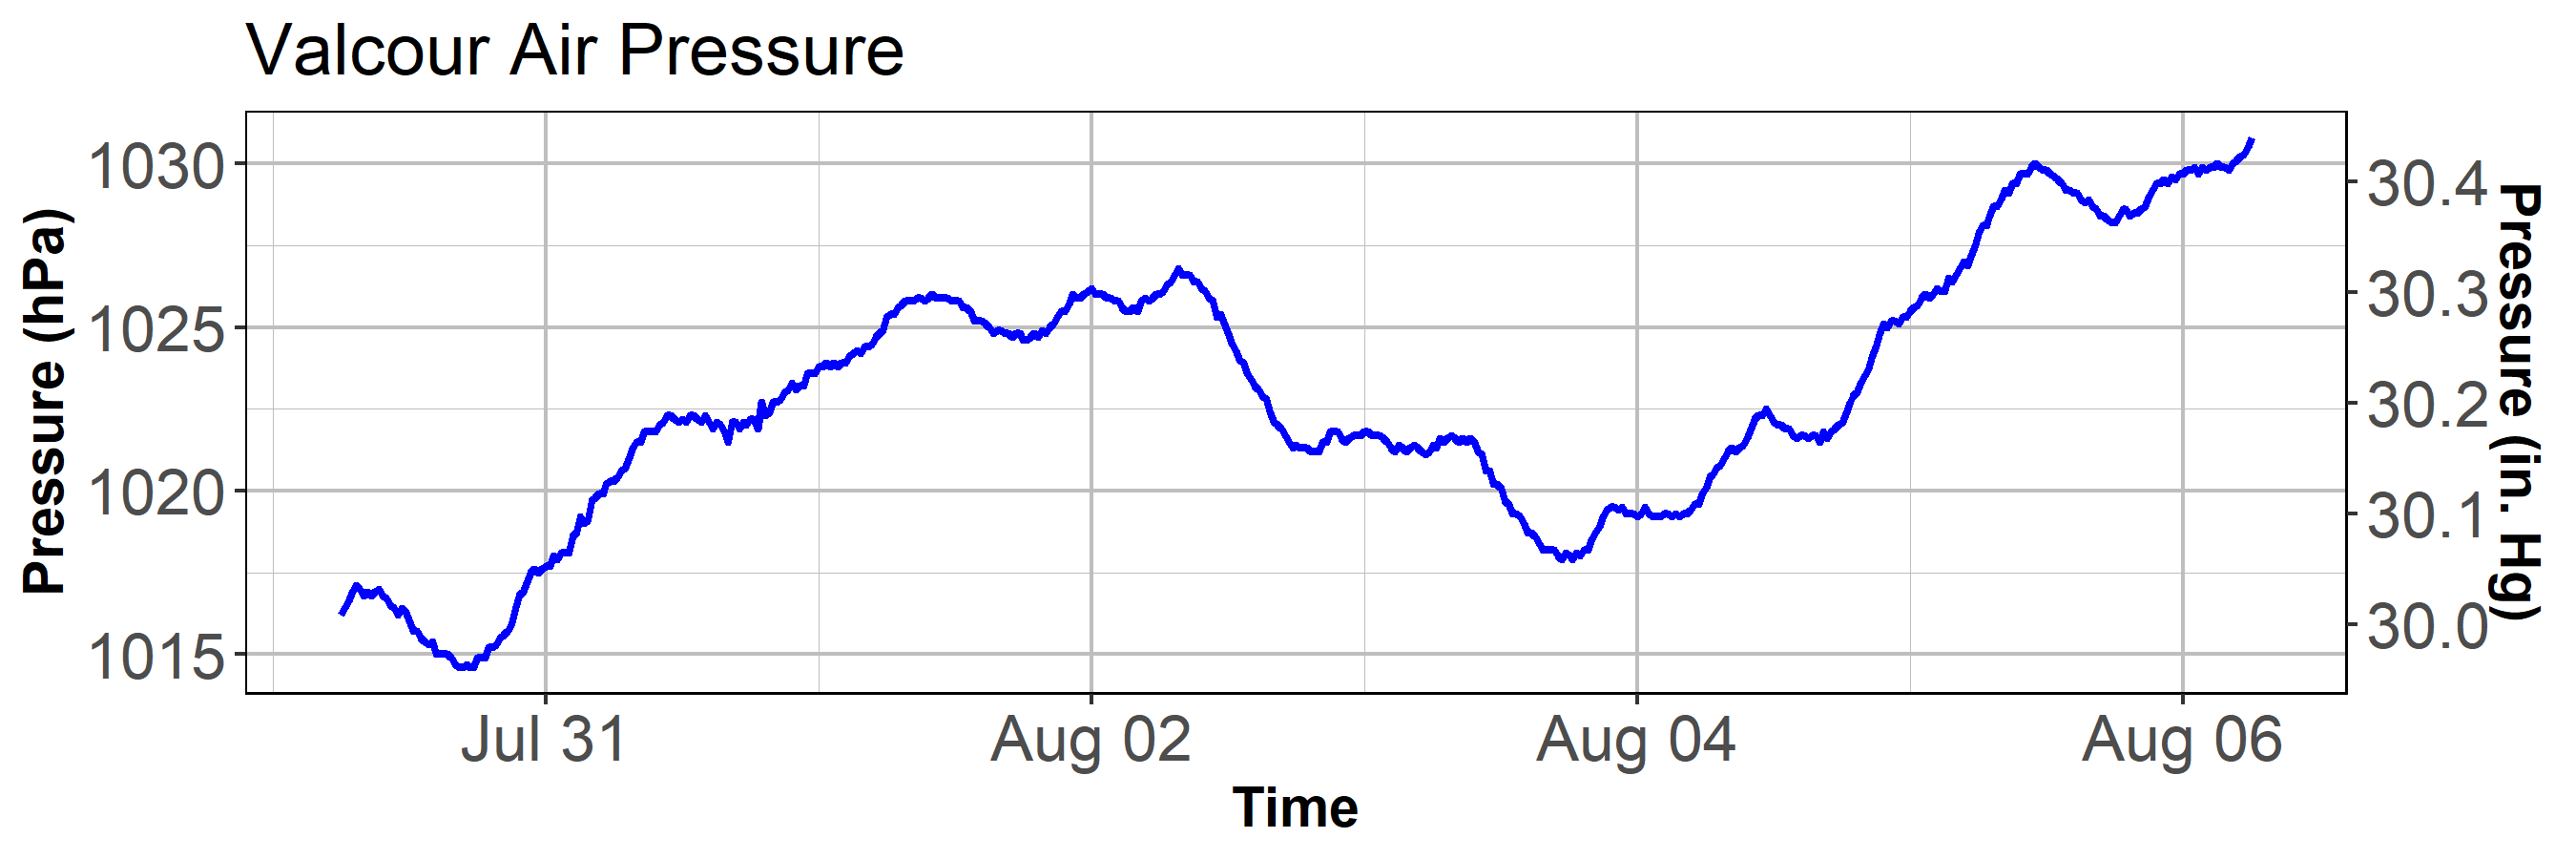 Valcour Air Pressure
Pressure (hPa)
1030
1025
1020
1015
30.4
30.3
30.2
30.1
30.0
Pressure (in. Hg)
Jul 31
Aug 02
Aug 04
Aug 06
Time